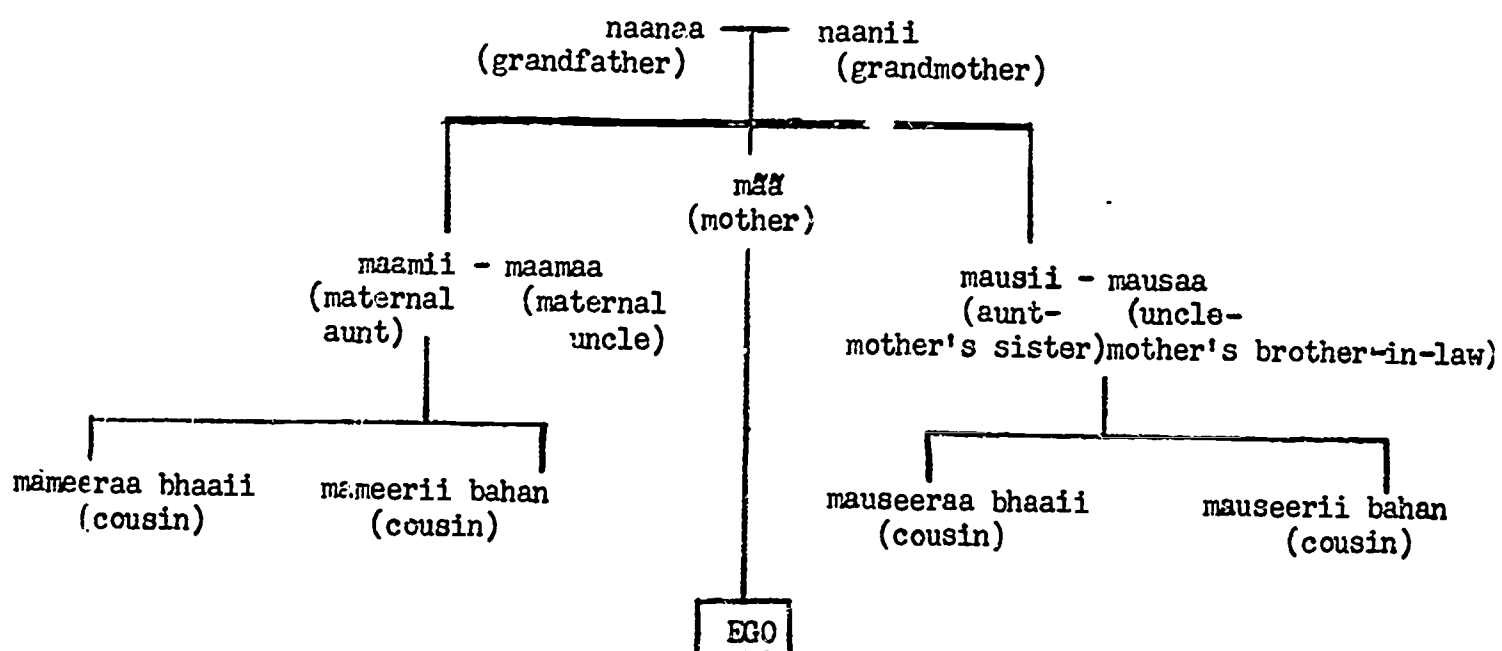 naanaa naanii
(grandfather) (grandmother)
mãã
(mother)
maamii - maamaa
(maternal (maternal
aunt) uncle)
mausii - mausaa
(aunt- (uncle-
mother's sister)mother's brother-in-law)
mameeraa bhaaii mameerii bahan
(cousin) (cousin)
mauseeraa bhaaii mauseerii bahan
(cousin) (cousin)
EGO